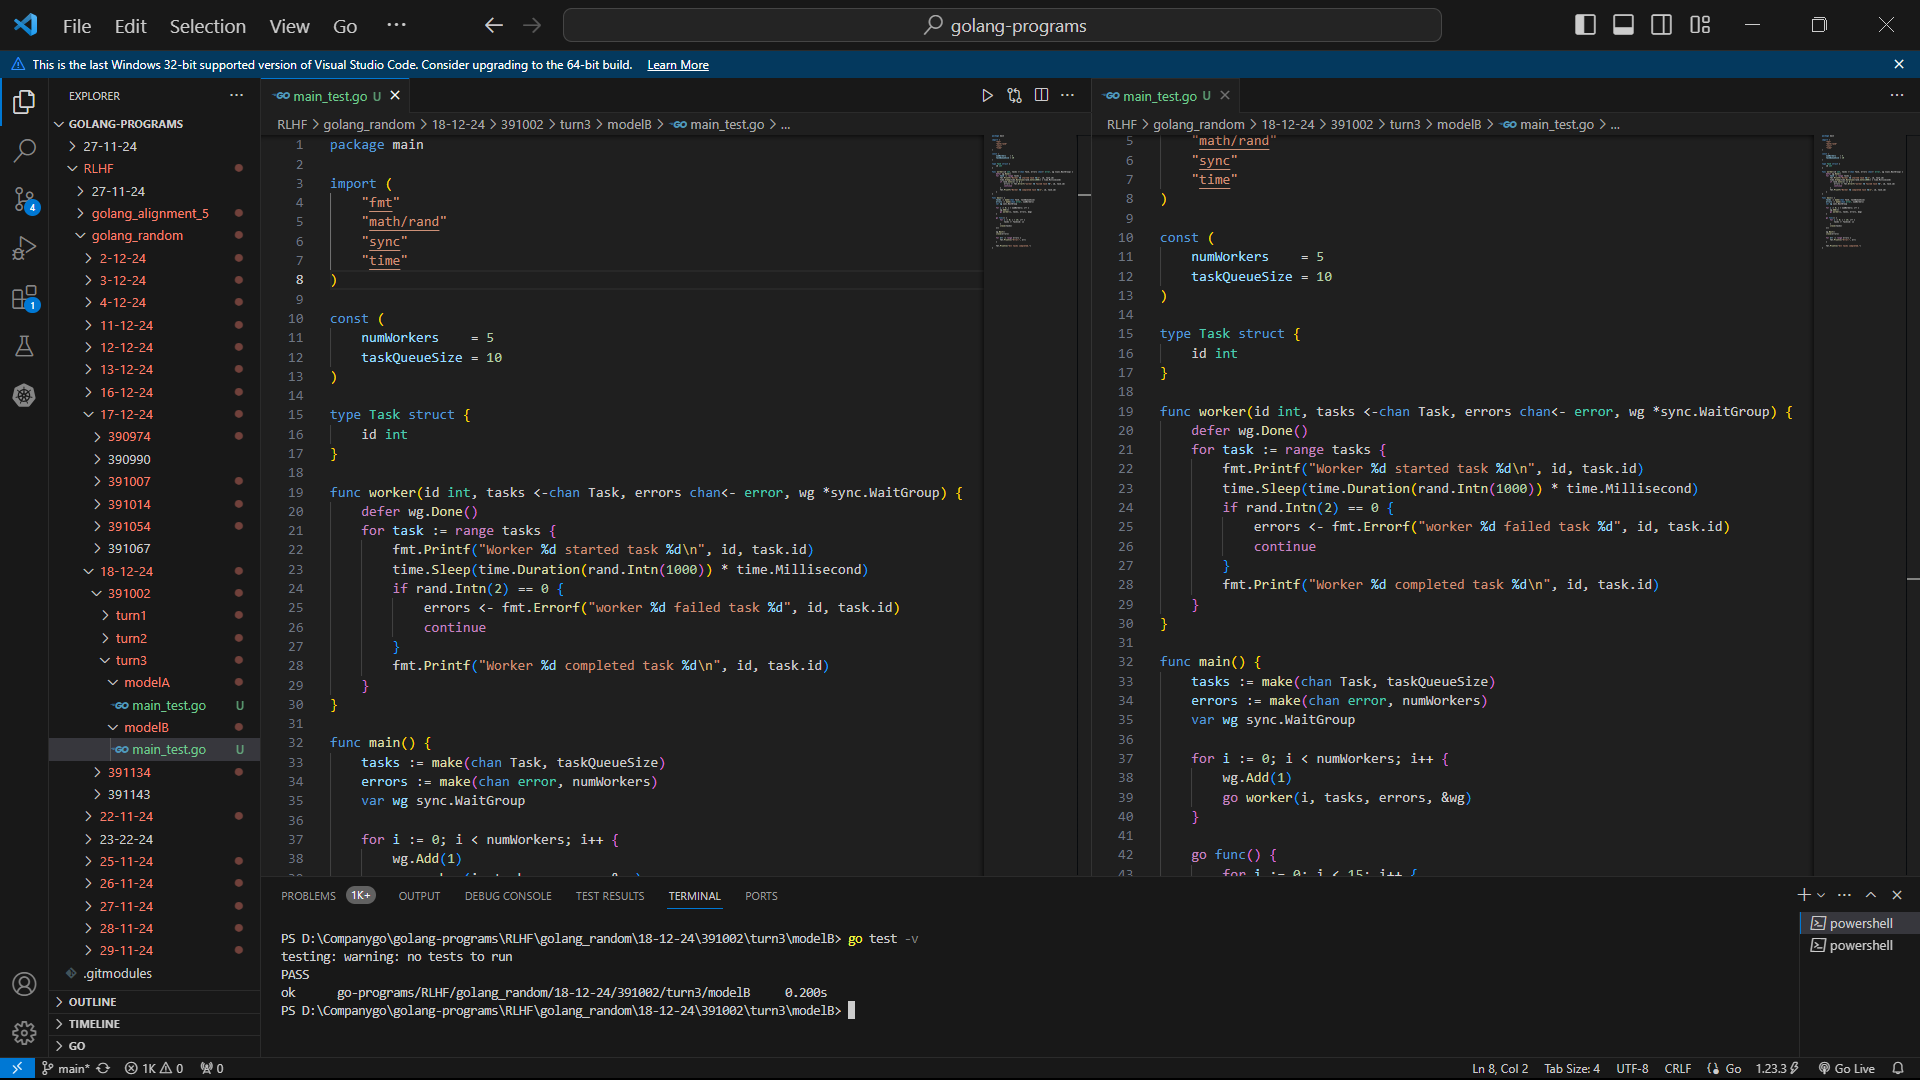 File Edit Selection View Go ··· golang-programs
This is the last Windows 32-bit supported version of Visual Studio Code. Consider upgrading to the 64-bit build. Learn More
EXPLORER
GOLANG-PROGRAMS
27-11-24
RLHF
27-11-24
golang_alignment_5
golang_random
2-12-24
3-12-24
4-12-24
11-12-24
12-12-24
13-12-24
16-12-24
17-12-24
390974
390990
391007
391014
391054
391067
18-12-24
391002
turn1
turn2
turn3
modelA
main_test.go U
modelB
main_test.go U
391134
391143
22-11-24
23-22-24
25-11-24
26-11-24
27-11-24
28-11-24
29-11-24
.gitmodules
OUTLINE
TIMELINE
GO
4
1
main_test.go U
RLHF > golang_random > 18-12-24 > 391002 > turn3 > modelB > main_test.go > ...
1 package main
2
3 import (
4 "fmt"
5 "math/rand"
6 "sync"
7 "time"
8 )
9
10 const (
11 numWorkers = 5
12 taskQueueSize = 10
13 )
14
15 type Task struct {
16 id int
17 }
18
19 func worker(id int, tasks <-chan Task, errors chan<- error, wg *sync.WaitGroup) {
20 defer wg.Done()
21 for task := range tasks {
22 fmt.Printf("Worker %d started task %d\n", id, task.id)
23 time.Sleep(time.Duration(rand.Intn(1000)) * time.Millisecond)
24 if rand.Intn(2) == 0 {
25 errors <- fmt.Errorf("worker %d failed task %d", id, task.id)
26 continue
27 }
28 fmt.Printf("Worker %d completed task %d\n", id, task.id)
29 }
30 }
31
32 func main() {
33 tasks := make(chan Task, taskQueueSize)
34 errors := make(chan error, numWorkers)
35 var wg sync.WaitGroup
36
37 for i := 0; i < numWorkers; i++ {
38 wg.Add(1)
main_test.go U
RLHF > golang_random > 18-12-24 > 391002 > turn3 > modelB > main_test.go > ...
5 "math/rand"
6 "sync"
7 "time"
8 )
9
10 const (
11 numWorkers = 5
12 taskQueueSize = 10
13 )
14
15 type Task struct {
16 id int
17 }
18
19 func worker(id int, tasks <-chan Task, errors chan<- error, wg *sync.WaitGroup) {
20 defer wg.Done()
21 for task := range tasks {
22 fmt.Printf("Worker %d started task %d\n", id, task.id)
23 time.Sleep(time.Duration(rand.Intn(1000)) * time.Millisecond)
24 if rand.Intn(2) == 0 {
25 errors <- fmt.Errorf("worker %d failed task %d", id, task.id)
26 continue
27 }
28 fmt.Printf("Worker %d completed task %d\n", id, task.id)
29 }
30 }
31
32 func main() {
33 tasks := make(chan Task, taskQueueSize)
34 errors := make(chan error, numWorkers)
35 var wg sync.WaitGroup
36
37 for i := 0; i < numWorkers; i++ {
38 wg.Add(1)
39 go worker(i, tasks, errors, &wg)
40 }
41
42 go func() {
43 for i := 0; i < 15; i++ {
PROBLEMS 1K+ OUTPUT DEBUG CONSOLE TEST RESULTS TERMINAL PORTS
PS D:\Companygo\golang-programs\RLHF\golang_random\18-12-24\391002\turn3\modelB> go test -v
testing: warning: no tests to run
PASS
ok go-programs/RLHF/golang_random/18-12-24/391002/turn3/modelB 0.200s
PS D:\Companygo\golang-programs\RLHF\golang_random\18-12-24\391002\turn3\modelB>
powershell
powershell
main* 1K 0 0 Ln 8, Col 2 Tab Size: 4 UTF-8 CRLF Go 1.23.3 Go Live